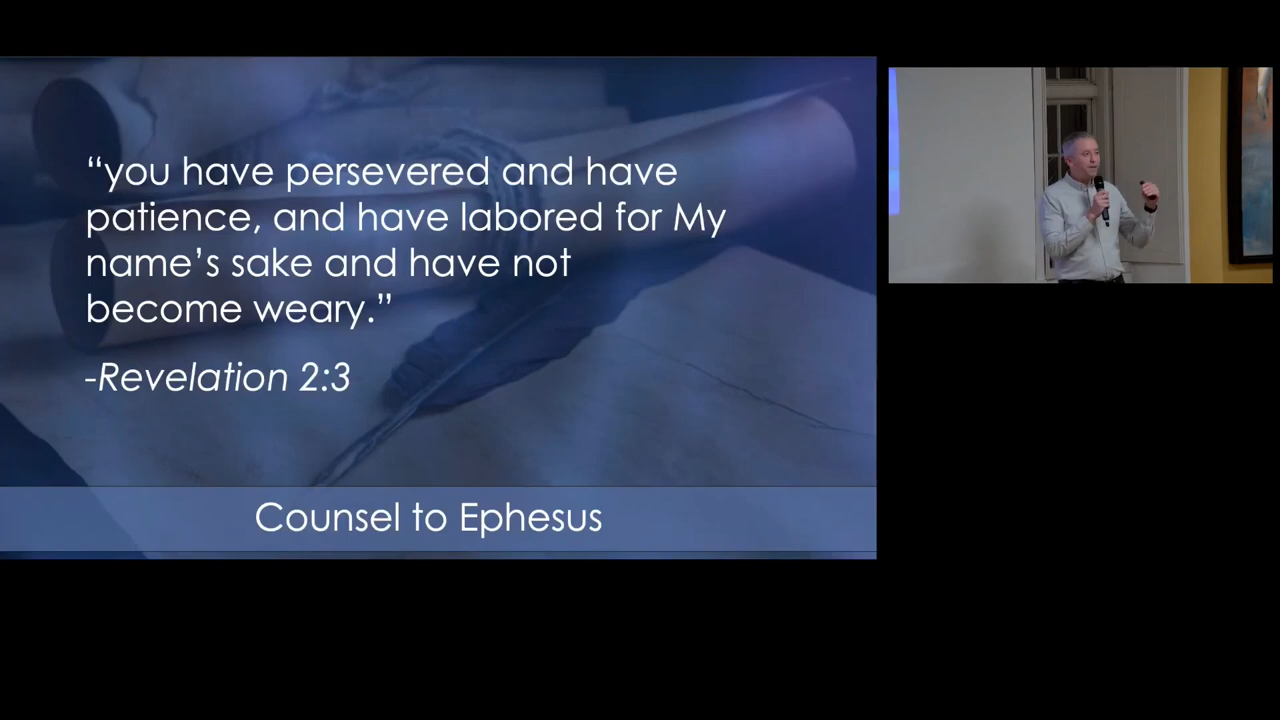 “you have persevered and have
patience, and have labored for My
name’s sake and have not
become weary.”
-Revelation 2:3
Counsel to Ephesus